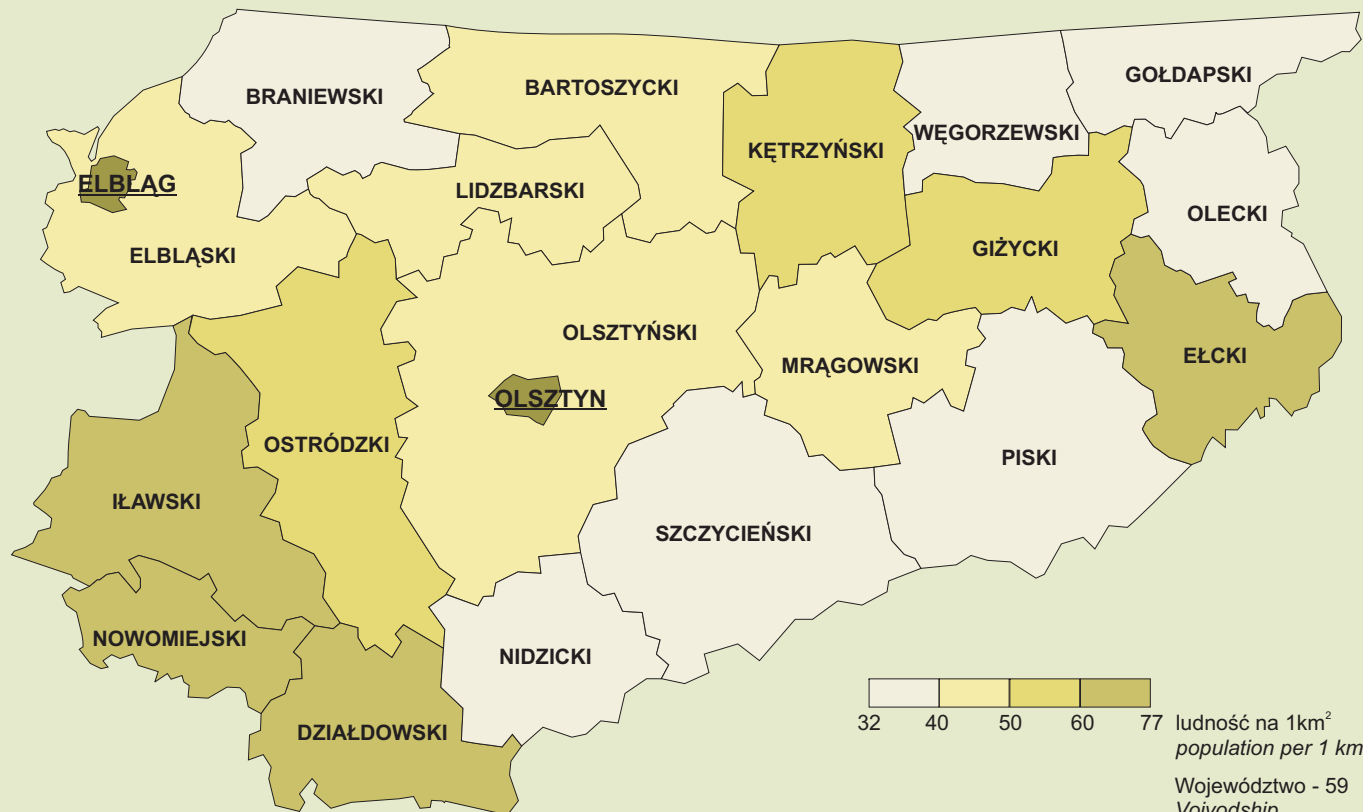 GOŁDAPSKI
BARTOSZYCKI
BRANIEWSKI
WĘGORZEWSKI
KĘTRZYŃSKI
ELBLĄG
LIDZBARSKI
OLECKI
ELBLĄSKI
GIŻYCKI
OLSZTYŃSKI
EŁCKI
MRĄGOWSKI
OLSZTYN
OSTRÓDZKI
PISKI
IŁAWSKI
SZCZYCIEŃSKI
NOWOMIEJSKI
NIDZICKI
DZIAŁDOWSKI
32 40 50 60 77
ludność na 1km²
population per 1 km
Województwo - 59
Voivodship